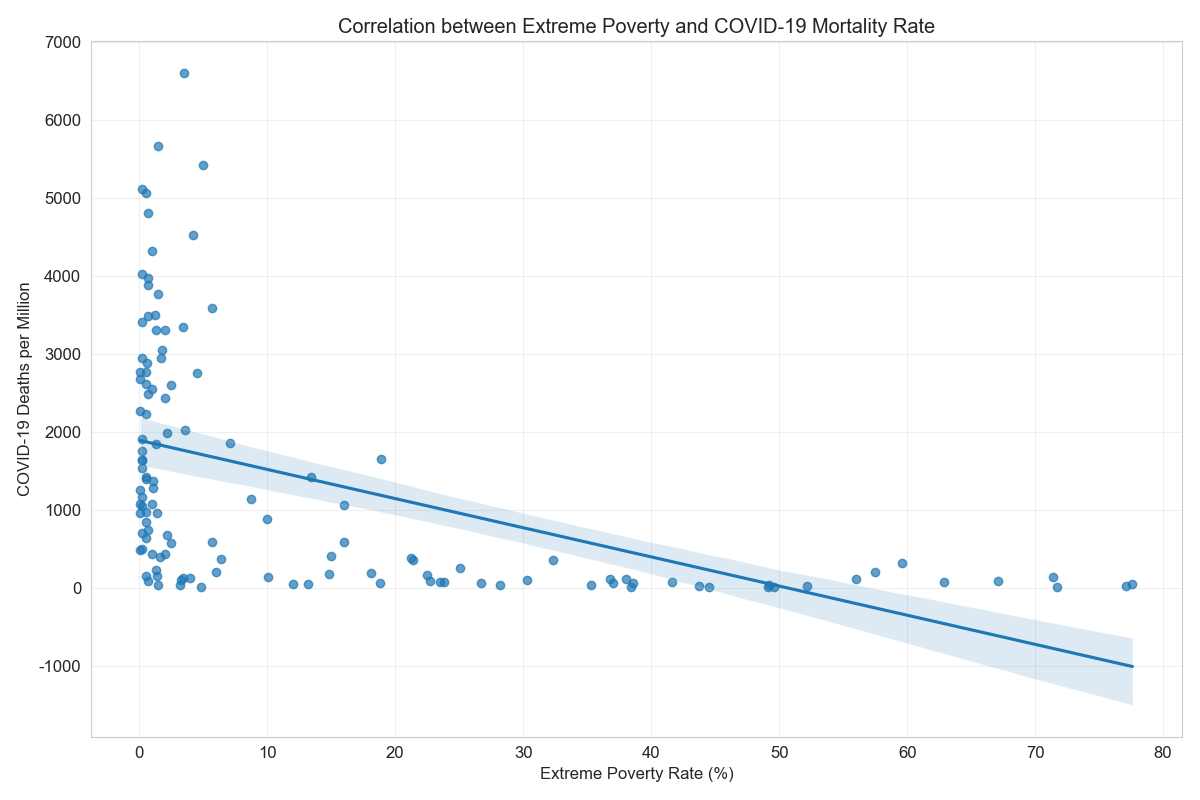 Correlation between Extreme Poverty and COVID-19 Mortality Rate
COVID-19 Deaths per Million
7000
6000
5000
4000
3000
2000
1000
0
-1000
0 10 20 30 40 50 60 70 80
Extreme Poverty Rate (%)